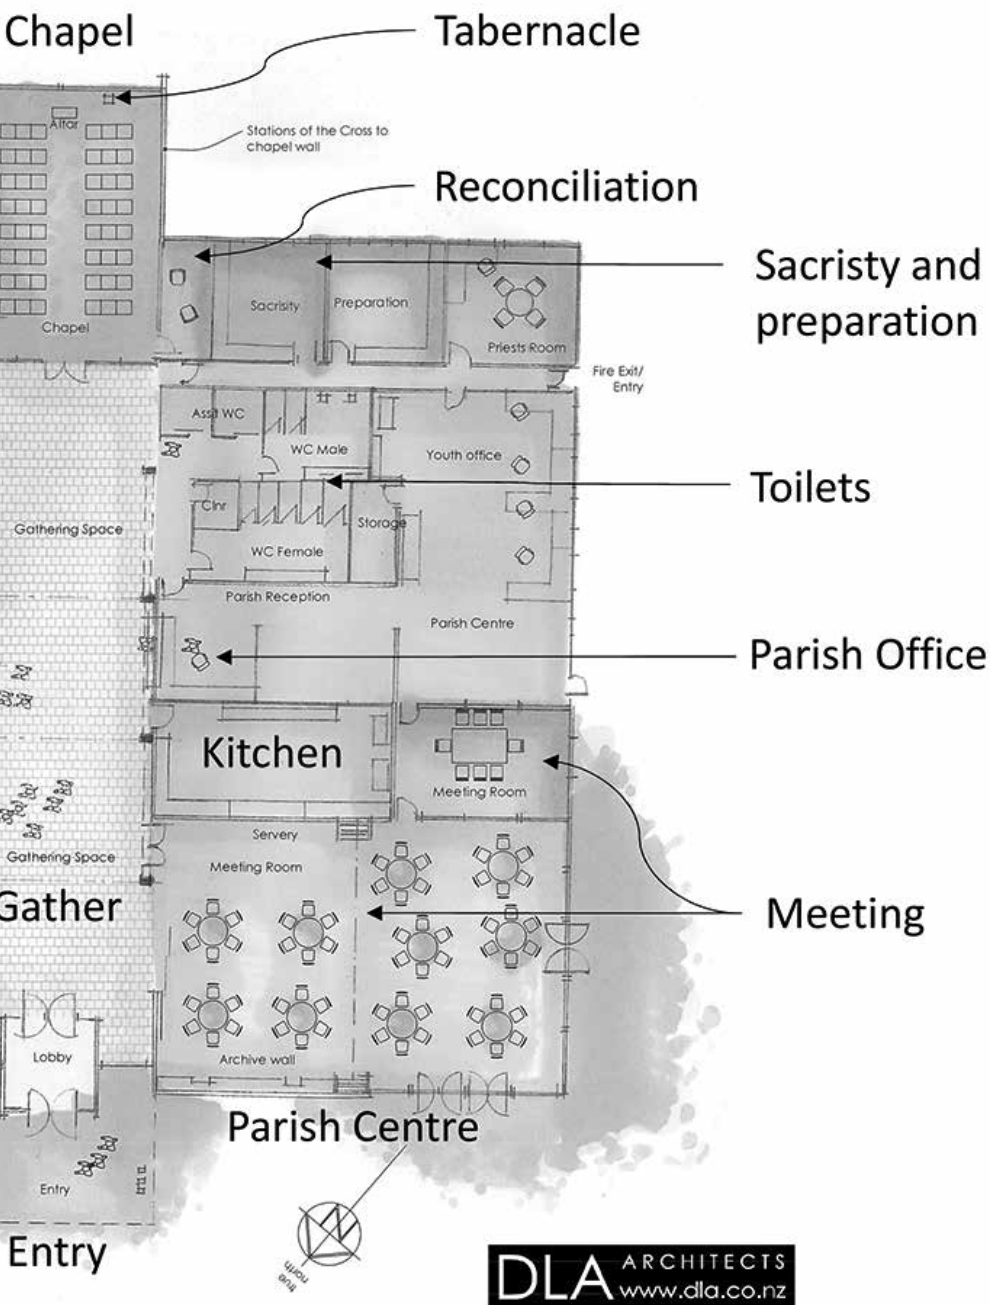 Chapel
Tabernacle
Altar
Stations of the Cross to
chapel wall
Reconciliation
Sacristy and
preparation
Sacrisity
Preparation
Chapel
Priests Room
Fire Exit/
Entry
Assit WC
WC Male
Youth office
Toilets
Clnr
Storage
Gathering Space
WC Female
Parish Reception
Parish Centre
Parish Office
Kitchen
Meeting Room
Servery
Gathering Space
Meeting Room
Gather
Meeting
Lobby
Archive wall
Parish Centre
Entry
N
true
north
Entry
DLA ARCHITECTS
www.dla.co.nz